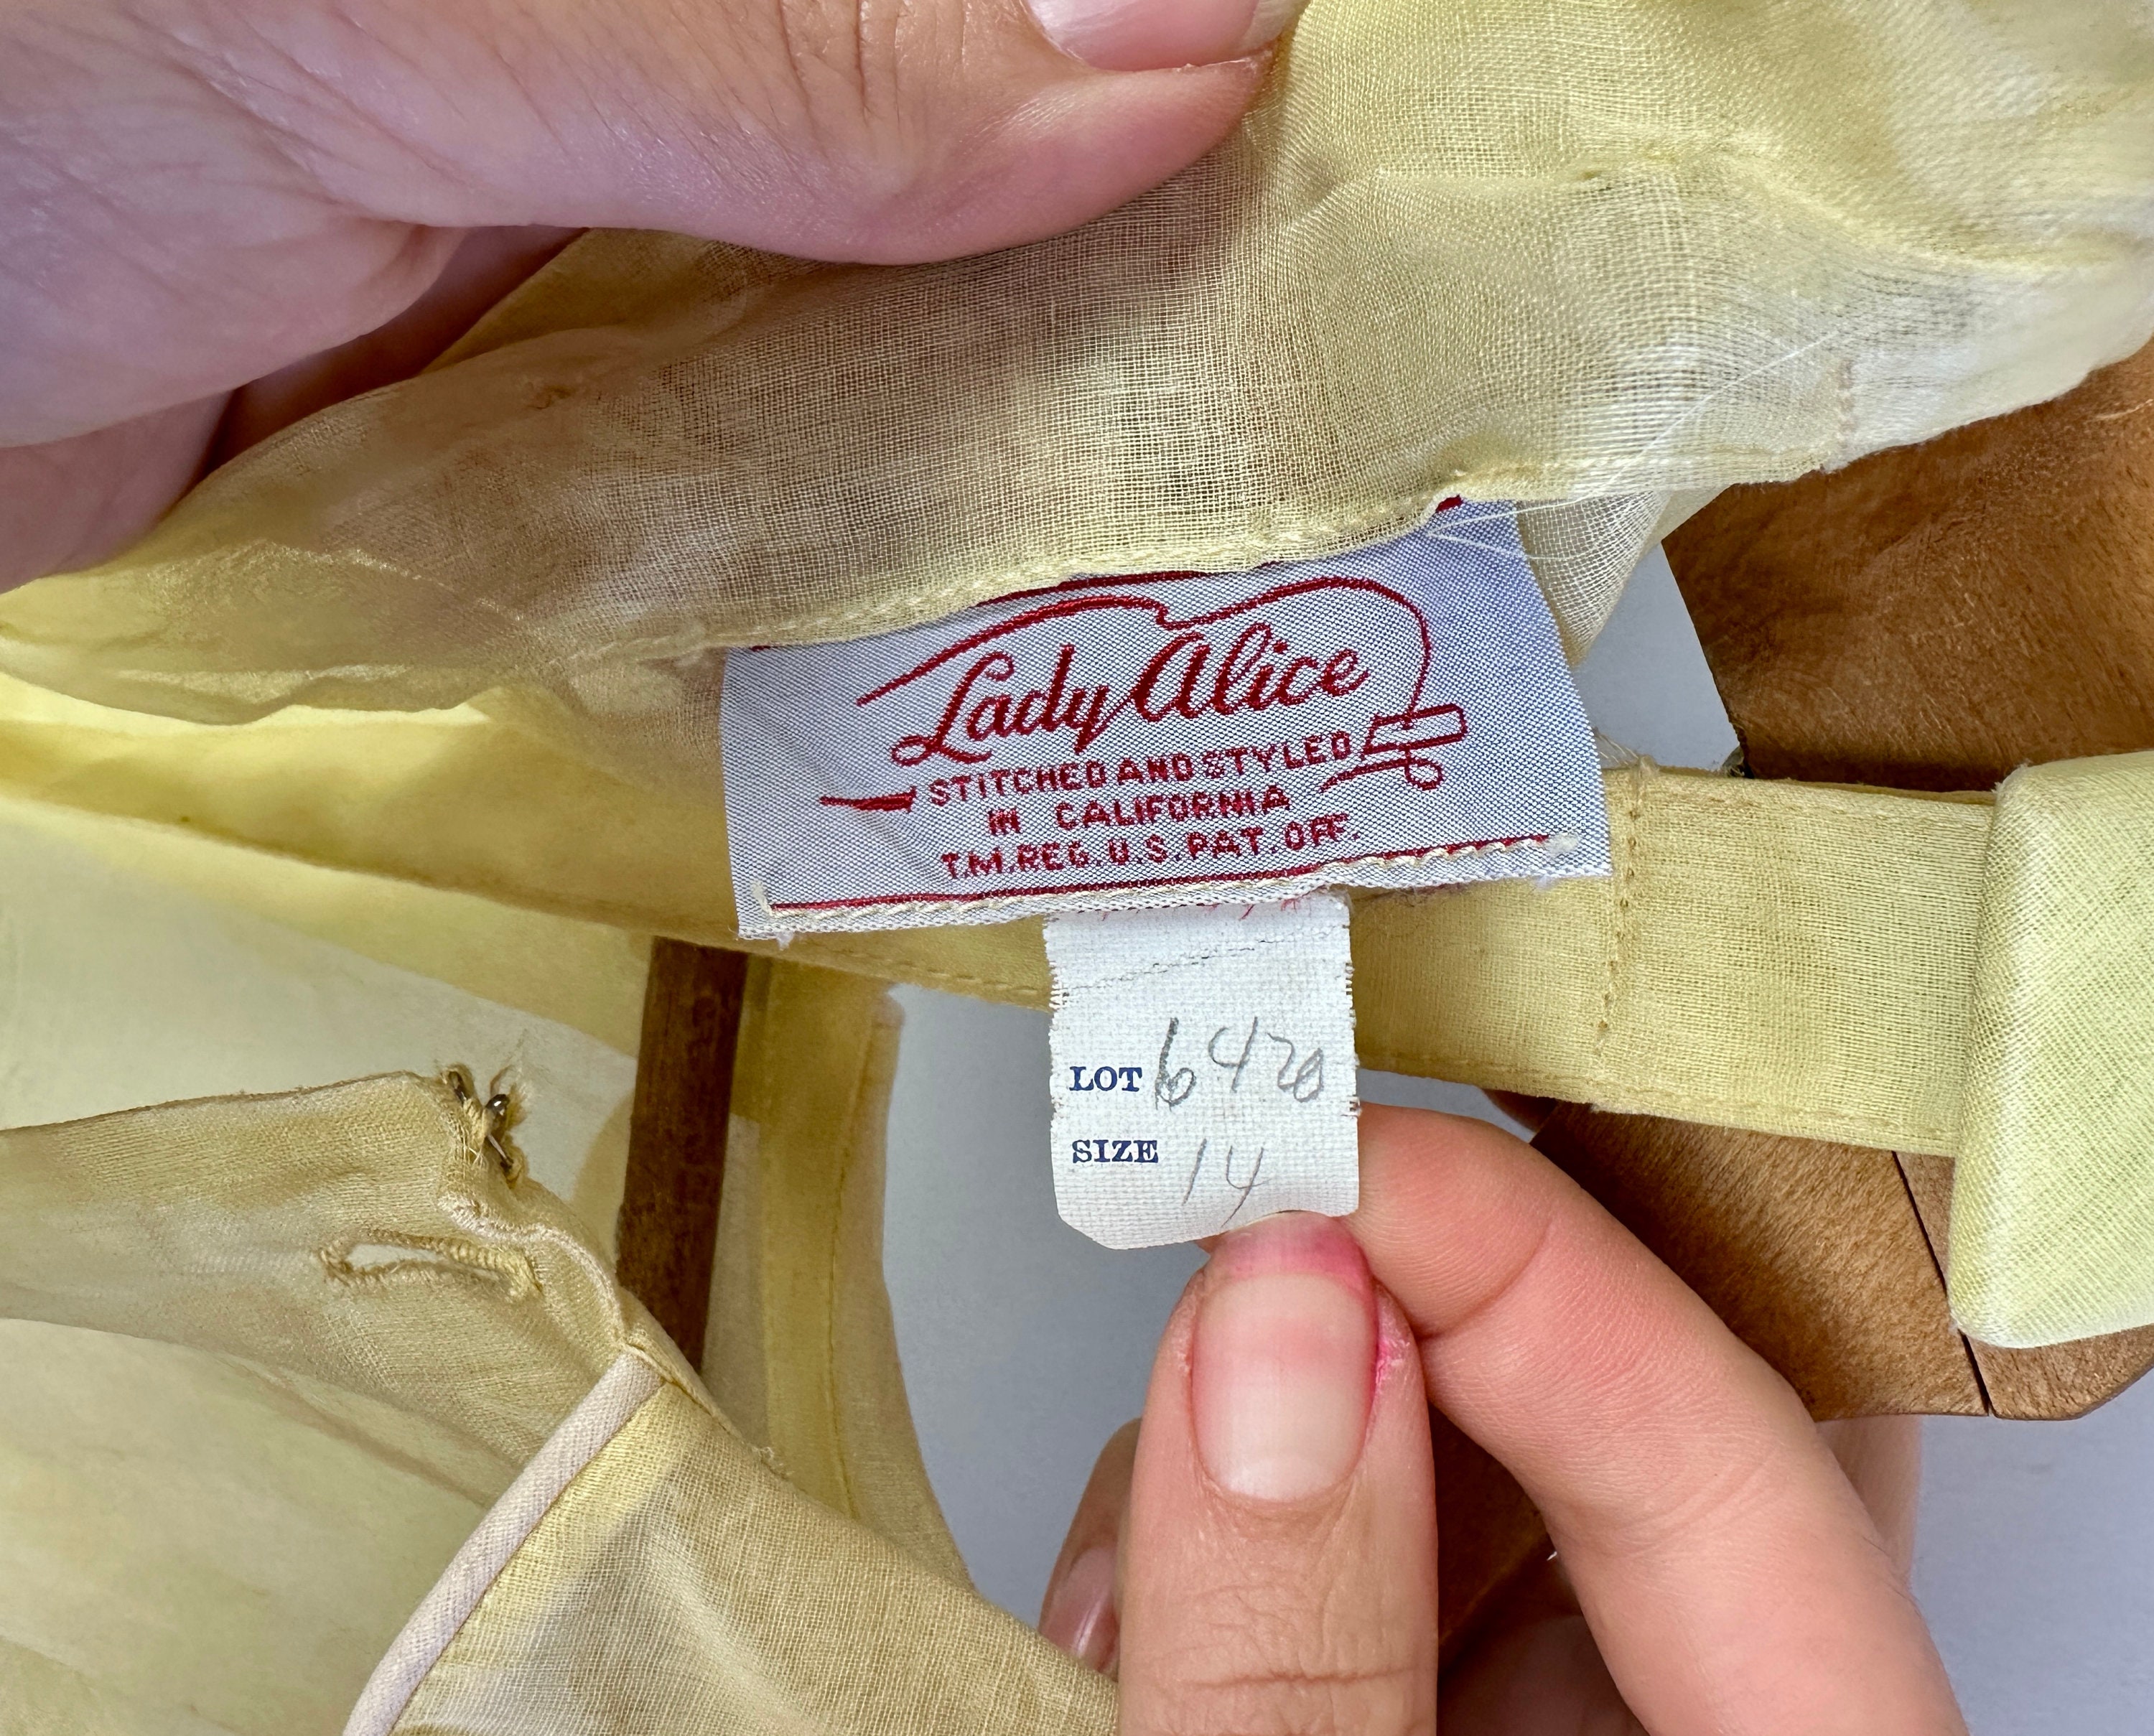 Lady Alice
STITCHED AND STYLED
IN CALIFORNIA
T.M.REG.U.S.PAT.OFF.
LOT 6420
SIZE 14